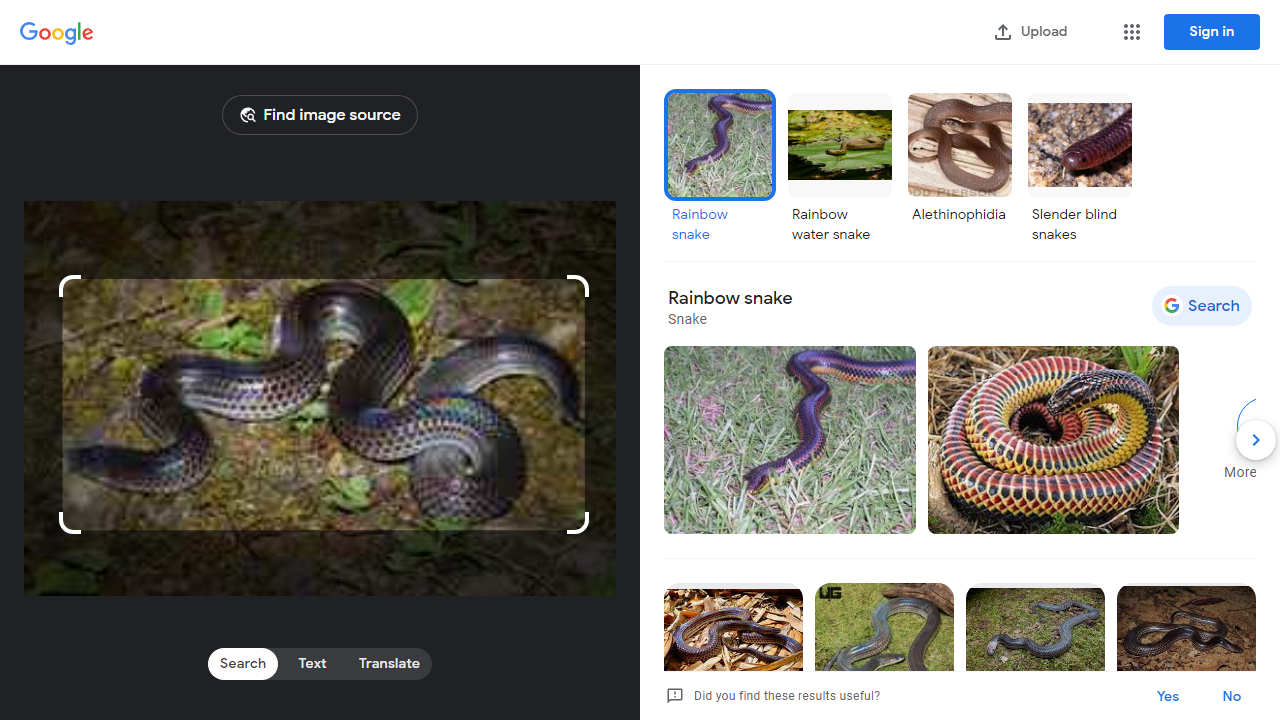 Google
Upload
Sign in
Find image source
Search
Text
Translate
Rainbow
snake
Rainbow
water snake
Alethinophidia
Slender blind
snakes
Rainbow snake
Snake
Search
More
Did you find these results useful?
Yes
No